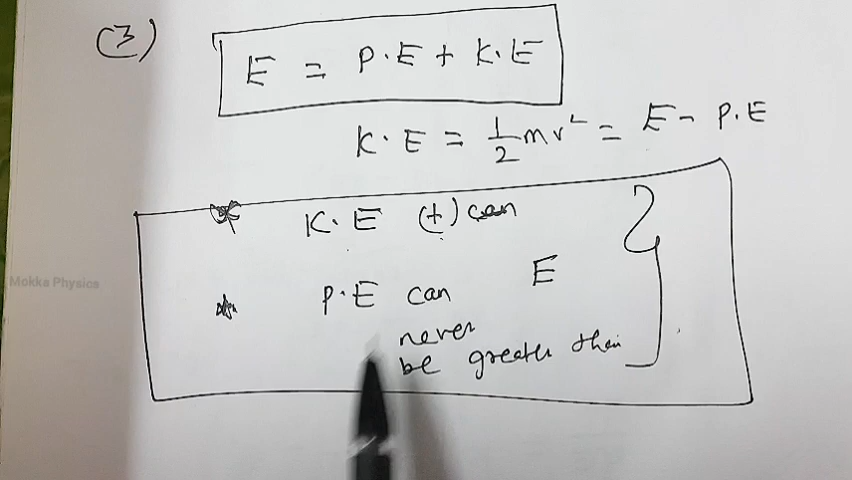 (3)
E = P.E + K.E
K.E = 1/2 mv² = E - P.E
* K.E (+) can
* P.E can E
never
be greater than
Mokka Physics